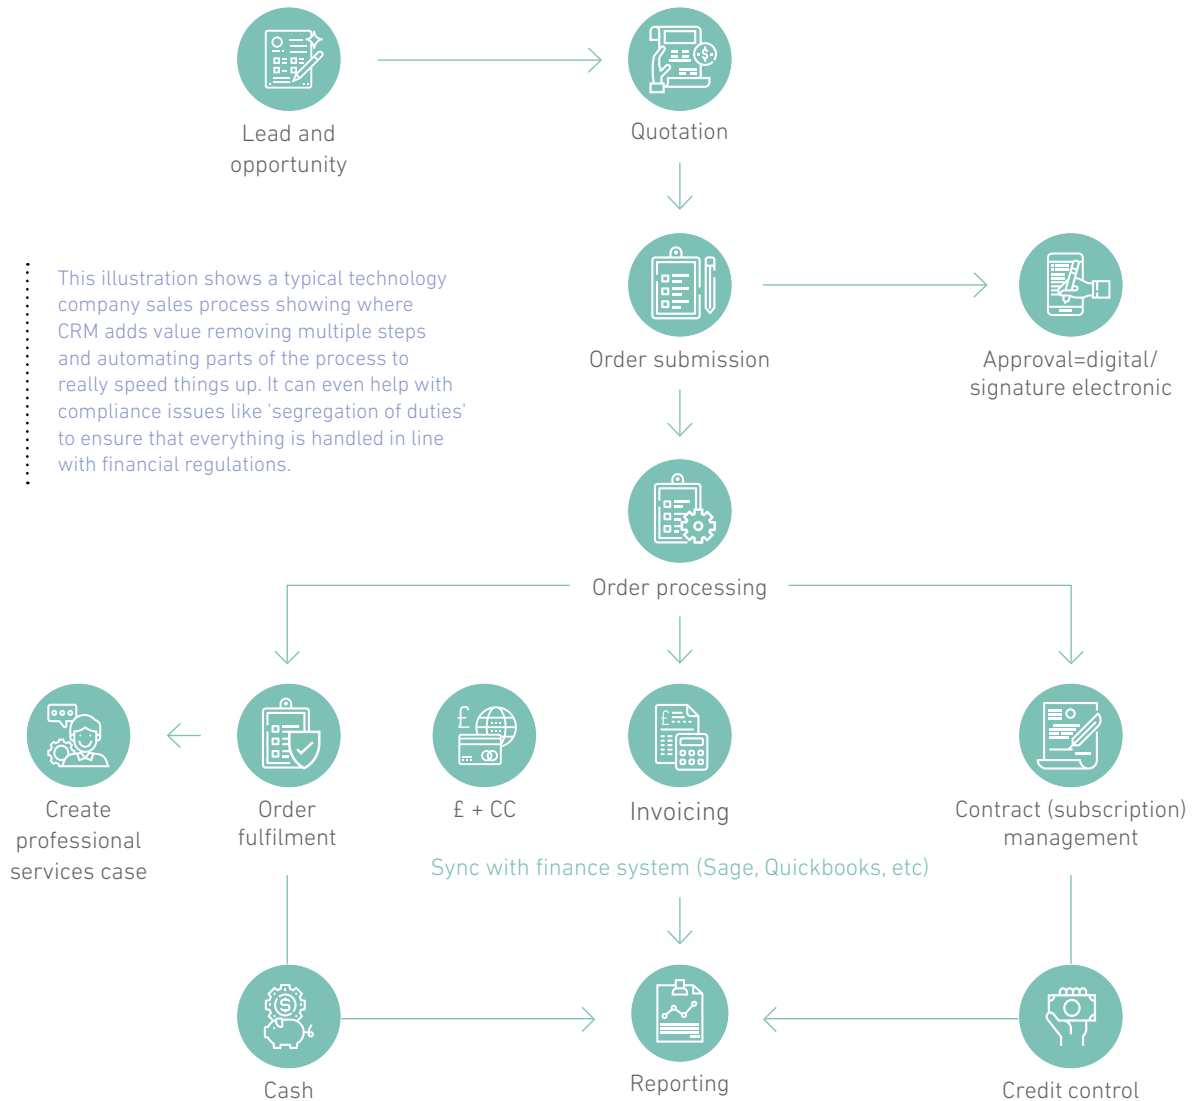 Lead and
opportunity
Quotation
This illustration shows a typical technology
company sales process showing where
CRM adds value removing multiple steps
and automating parts of the process to
really speed things up. It can even help with
compliance issues like 'segregation of duties'
to ensure that everything is handled in line
with financial regulations.
Order submission
Approval=digital/
signature electronic
Order processing
Create
professional
services case
Order
fulfilment
£ + CC
Invoicing
Contract (subscription)
management
Sync with finance system (Sage, Quickbooks, etc)
Cash
Reporting
Credit control